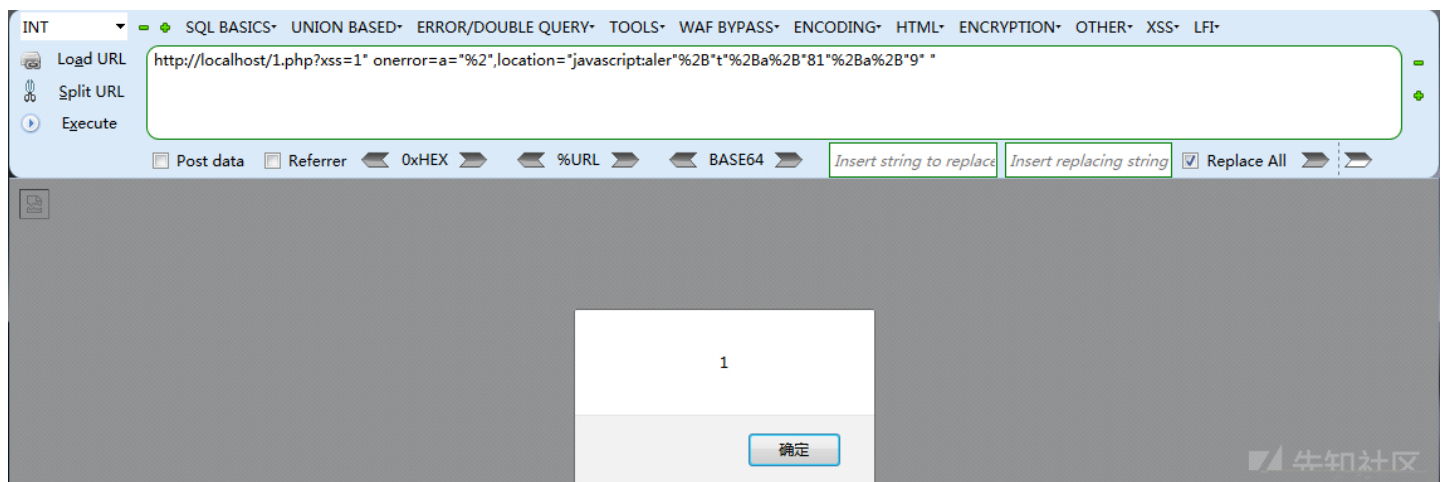 INT SQL BASICS UNION BASED ERROR/DOUBLE QUERY TOOLS WAF BYPASS ENCODING HTML ENCRYPTION OTHER XSS LFI
Load URL
Split URL
Execute
http://localhost/1.php?xss=1" onerror=a="%2",location="javascript:aler"%2B"t"%2Ba%2B"81"%2Ba%2B"9" "
Post data Referrer 0xHEX %URL BASE64 Insert string to replace Insert replacing string Replace All
1
确定
先知社区